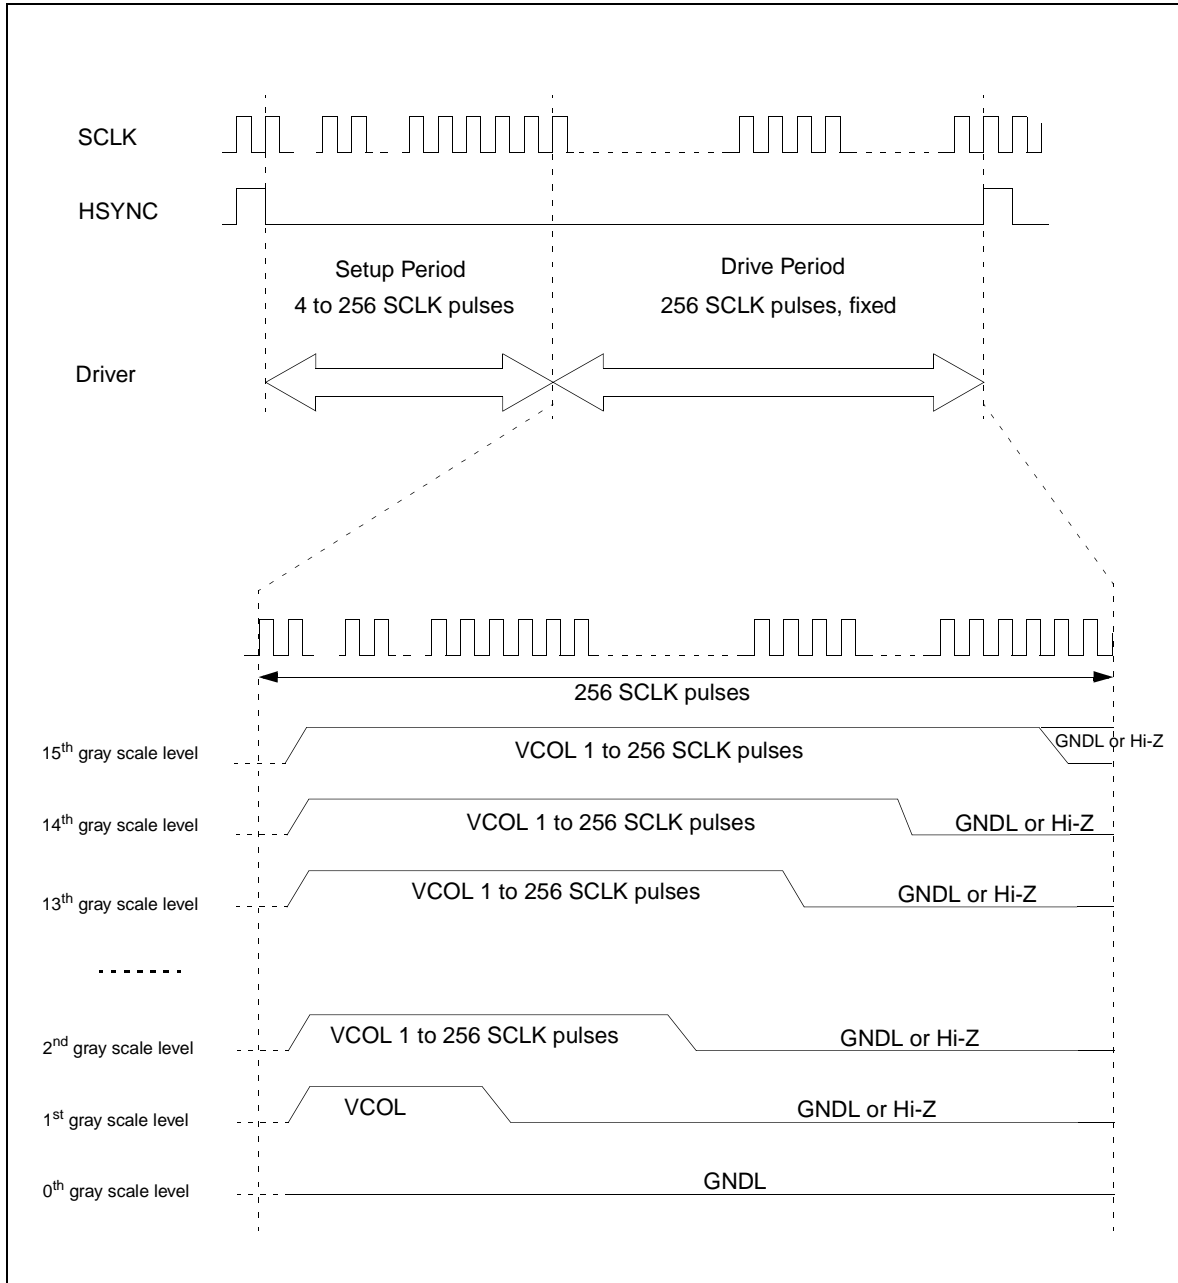 SCLK
HSYNC
Setup Period
4 to 256 SCLK pulses
Drive Period
256 SCLK pulses, fixed
Driver
256 SCLK pulses
15th gray scale level
VCOL 1 to 256 SCLK pulses
GNDL or Hi-Z
14th gray scale level
VCOL 1 to 256 SCLK pulses
GNDL or Hi-Z
13th gray scale level
VCOL 1 to 256 SCLK pulses
GNDL or Hi-Z
2nd gray scale level
VCOL 1 to 256 SCLK pulses
GNDL or Hi-Z
1st gray scale level
VCOL
GNDL or Hi-Z
0th gray scale level
GNDL